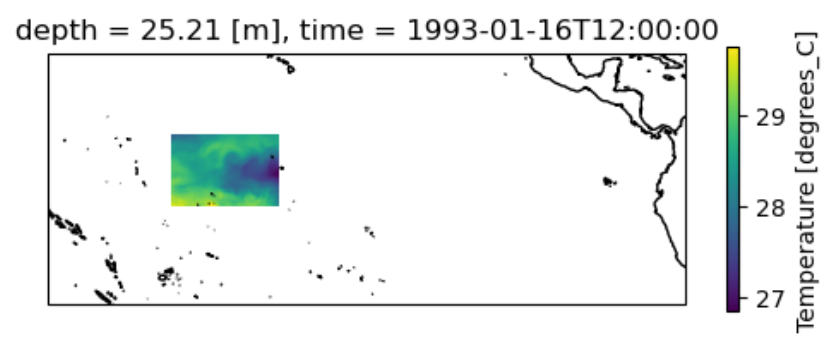 depth = 25.21 [m], time = 1993-01-16T12:00:00
29
28
27
Temperature [degrees_C]